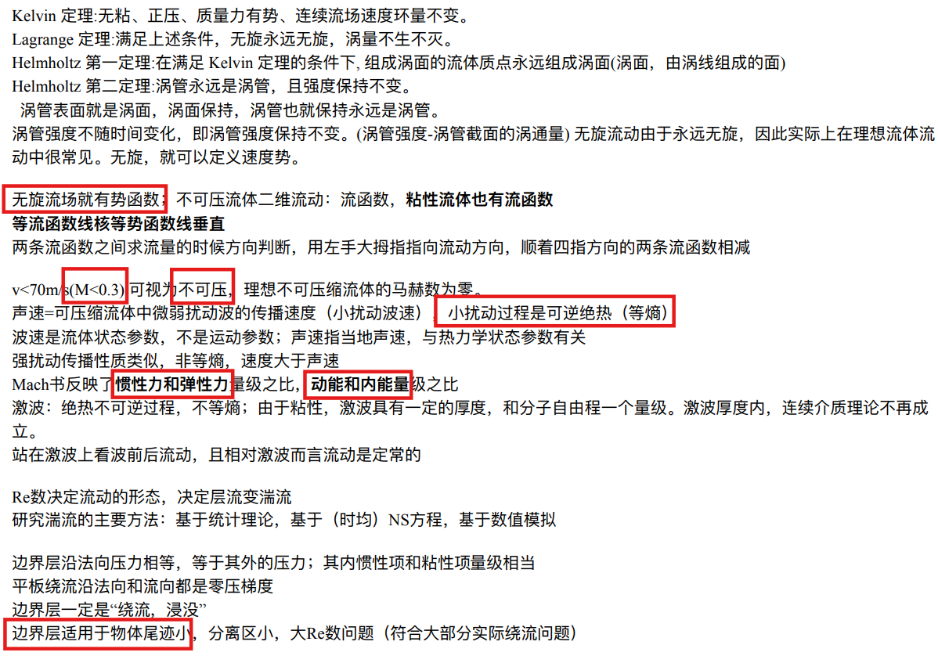 Kelvin 定理:无粘、正压、质量力有势、连续流场速度环量不变。
Lagrange 定理:满足上述条件，无旋永远无旋，涡量不生不灭。
Helmholtz 第一定理:在满足 Kelvin 定理的条件下, 组成涡面的流体质点永远组成涡面(涡面，由涡线组成的面)
Helmholtz 第二定理:涡管永远是涡管，且强度保持不变。
涡管表面就是涡面，涡面保持，涡管也就保持永远是涡管。
涡管强度不随时间变化，即涡管强度保持不变。(涡管强度-涡管截面的涡通量) 无旋流动由于永远无旋，因此实际上在理想流体流
动中很常见。无旋，就可以定义速度势。
无旋流场就有势函数；不可压流体二维流动：流函数，粘性流体也有流函数
等流函数线核等势函数线垂直
两条流函数之间求流量的时候方向判断，用左手大拇指指向流动方向，顺着四指方向的两条流函数相减
v<70m/s(M<0.3)可视为不可压，理想不可压缩流体的马赫数为零。
声速=可压缩流体中微弱扰动波的传播速度（小扰动波速），小扰动过程是可逆绝热（等熵）
波速是流体状态参数，不是运动参数；声速指当地声速，与热力学状态参数有关
强扰动传播性质类似，非等熵，速度大于声速
Mach书反映了惯性力和弹性力量级之比，动能和内能量级之比
激波：绝热不可逆过程，不等熵；由于粘性，激波具有一定的厚度，和分子自由程一个量级。激波厚度内，连续介质理论不再成
立。
站在激波上看波前后流动，且相对激波而言流动是定常的
Re数决定流动的形态，决定层流变湍流
研究湍流的主要方法：基于统计理论，基于（时均）NS方程，基于数值模拟
边界层沿法向压力相等，等于其外的压力；其内惯性项和粘性项量级相当
平板绕流沿法向和流向都是零压梯度
边界层一定是“绕流，浸没”
边界层适用于物体尾迹小，分离区小，大Re数问题（符合大部分实际绕流问题）